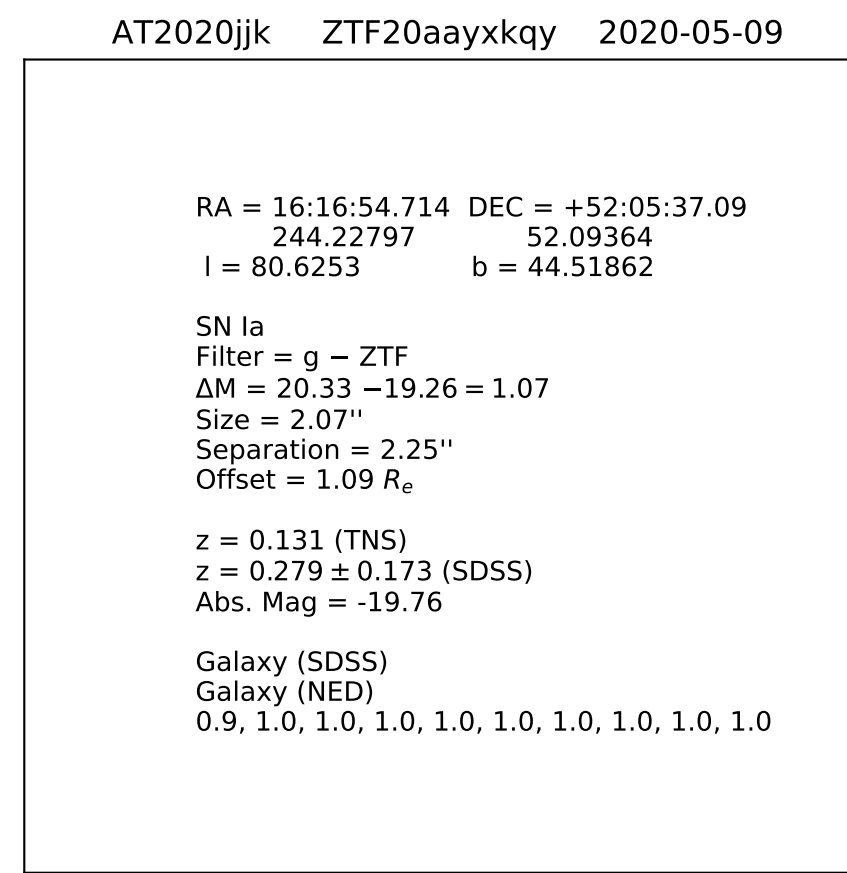 AT2020jjk ZTF20aayxkqy 2020-05-09
RA = 16:16:54.714 DEC = +52:05:37.09
244.22797 52.09364
l = 80.6253 b = 44.51862
SN Ia
Filter = g − ZTF
ΔM = 20.33 −19.26 = 1.07
Size = 2.07''
Separation = 2.25''
Offset = 1.09 Rₑ
z = 0.131 (TNS)
z = 0.279 ± 0.173 (SDSS)
Abs. Mag = -19.76
Galaxy (SDSS)
Galaxy (NED)
0.9, 1.0, 1.0, 1.0, 1.0, 1.0, 1.0, 1.0, 1.0, 1.0